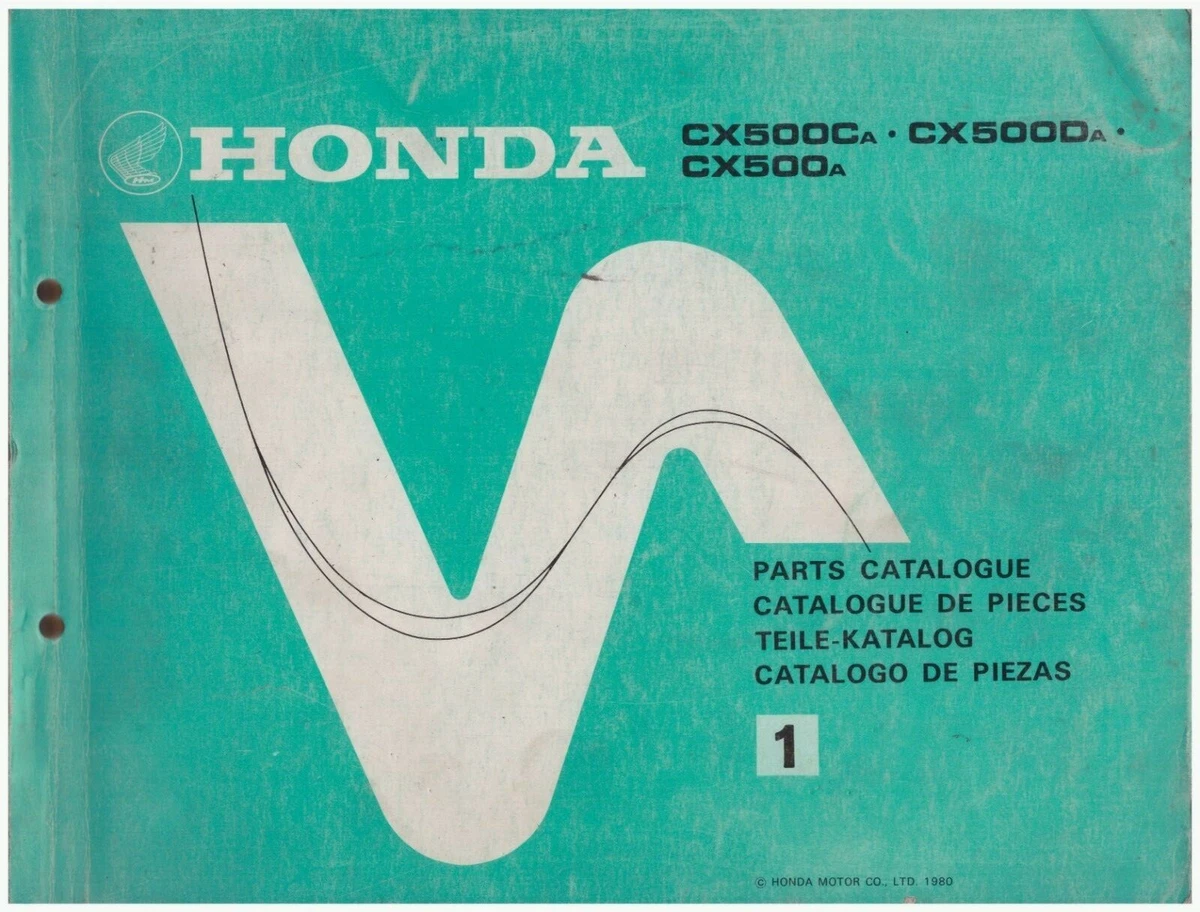 HONDA
CX500CA · CX500DA ·
CX500A
PARTS CATALOGUE
CATALOGUE DE PIECES
TEILE-KATALOG
CATALOGO DE PIEZAS
1
© HONDA MOTOR CO., LTD. 1980